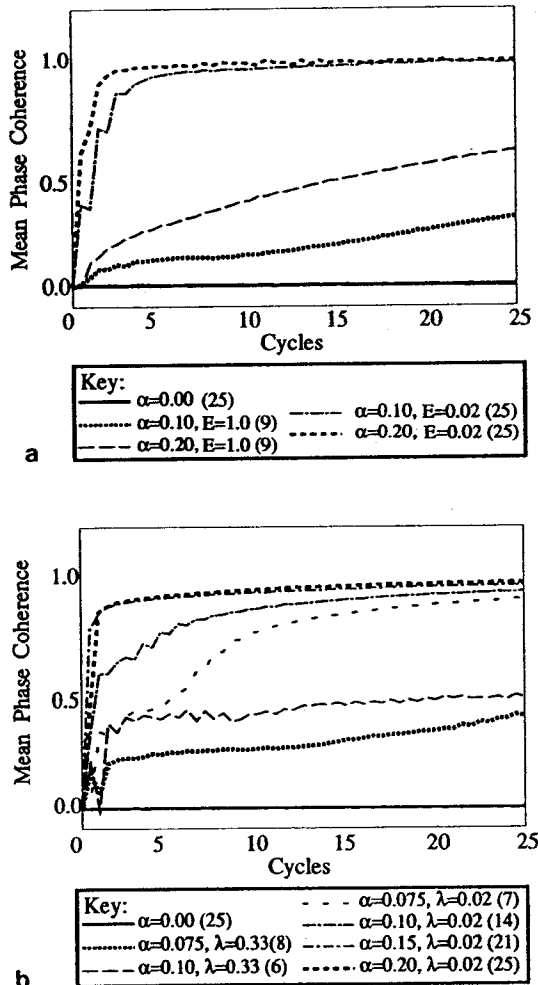 1.0
0.5
0.0
Mean Phase Coherence
0
5
10
15
20
25
Cycles
Key:
α=0.00 (25)
α=0.10, E=1.0 (9)
α=0.20, E=1.0 (9)
α=0.10, E=0.02 (25)
α=0.20, E=0.02 (25)
a
1.0
0.5
0.0
Mean Phase Coherence
0
5
10
15
20
25
Cycles
Key:
α=0.00 (25)
α=0.075, λ=0.33(8)
α=0.10, λ=0.33 (6)
α=0.075, λ=0.02 (7)
α=0.10, λ=0.02 (14)
α=0.15, λ=0.02 (21)
α=0.20, λ=0.02 (25)
b